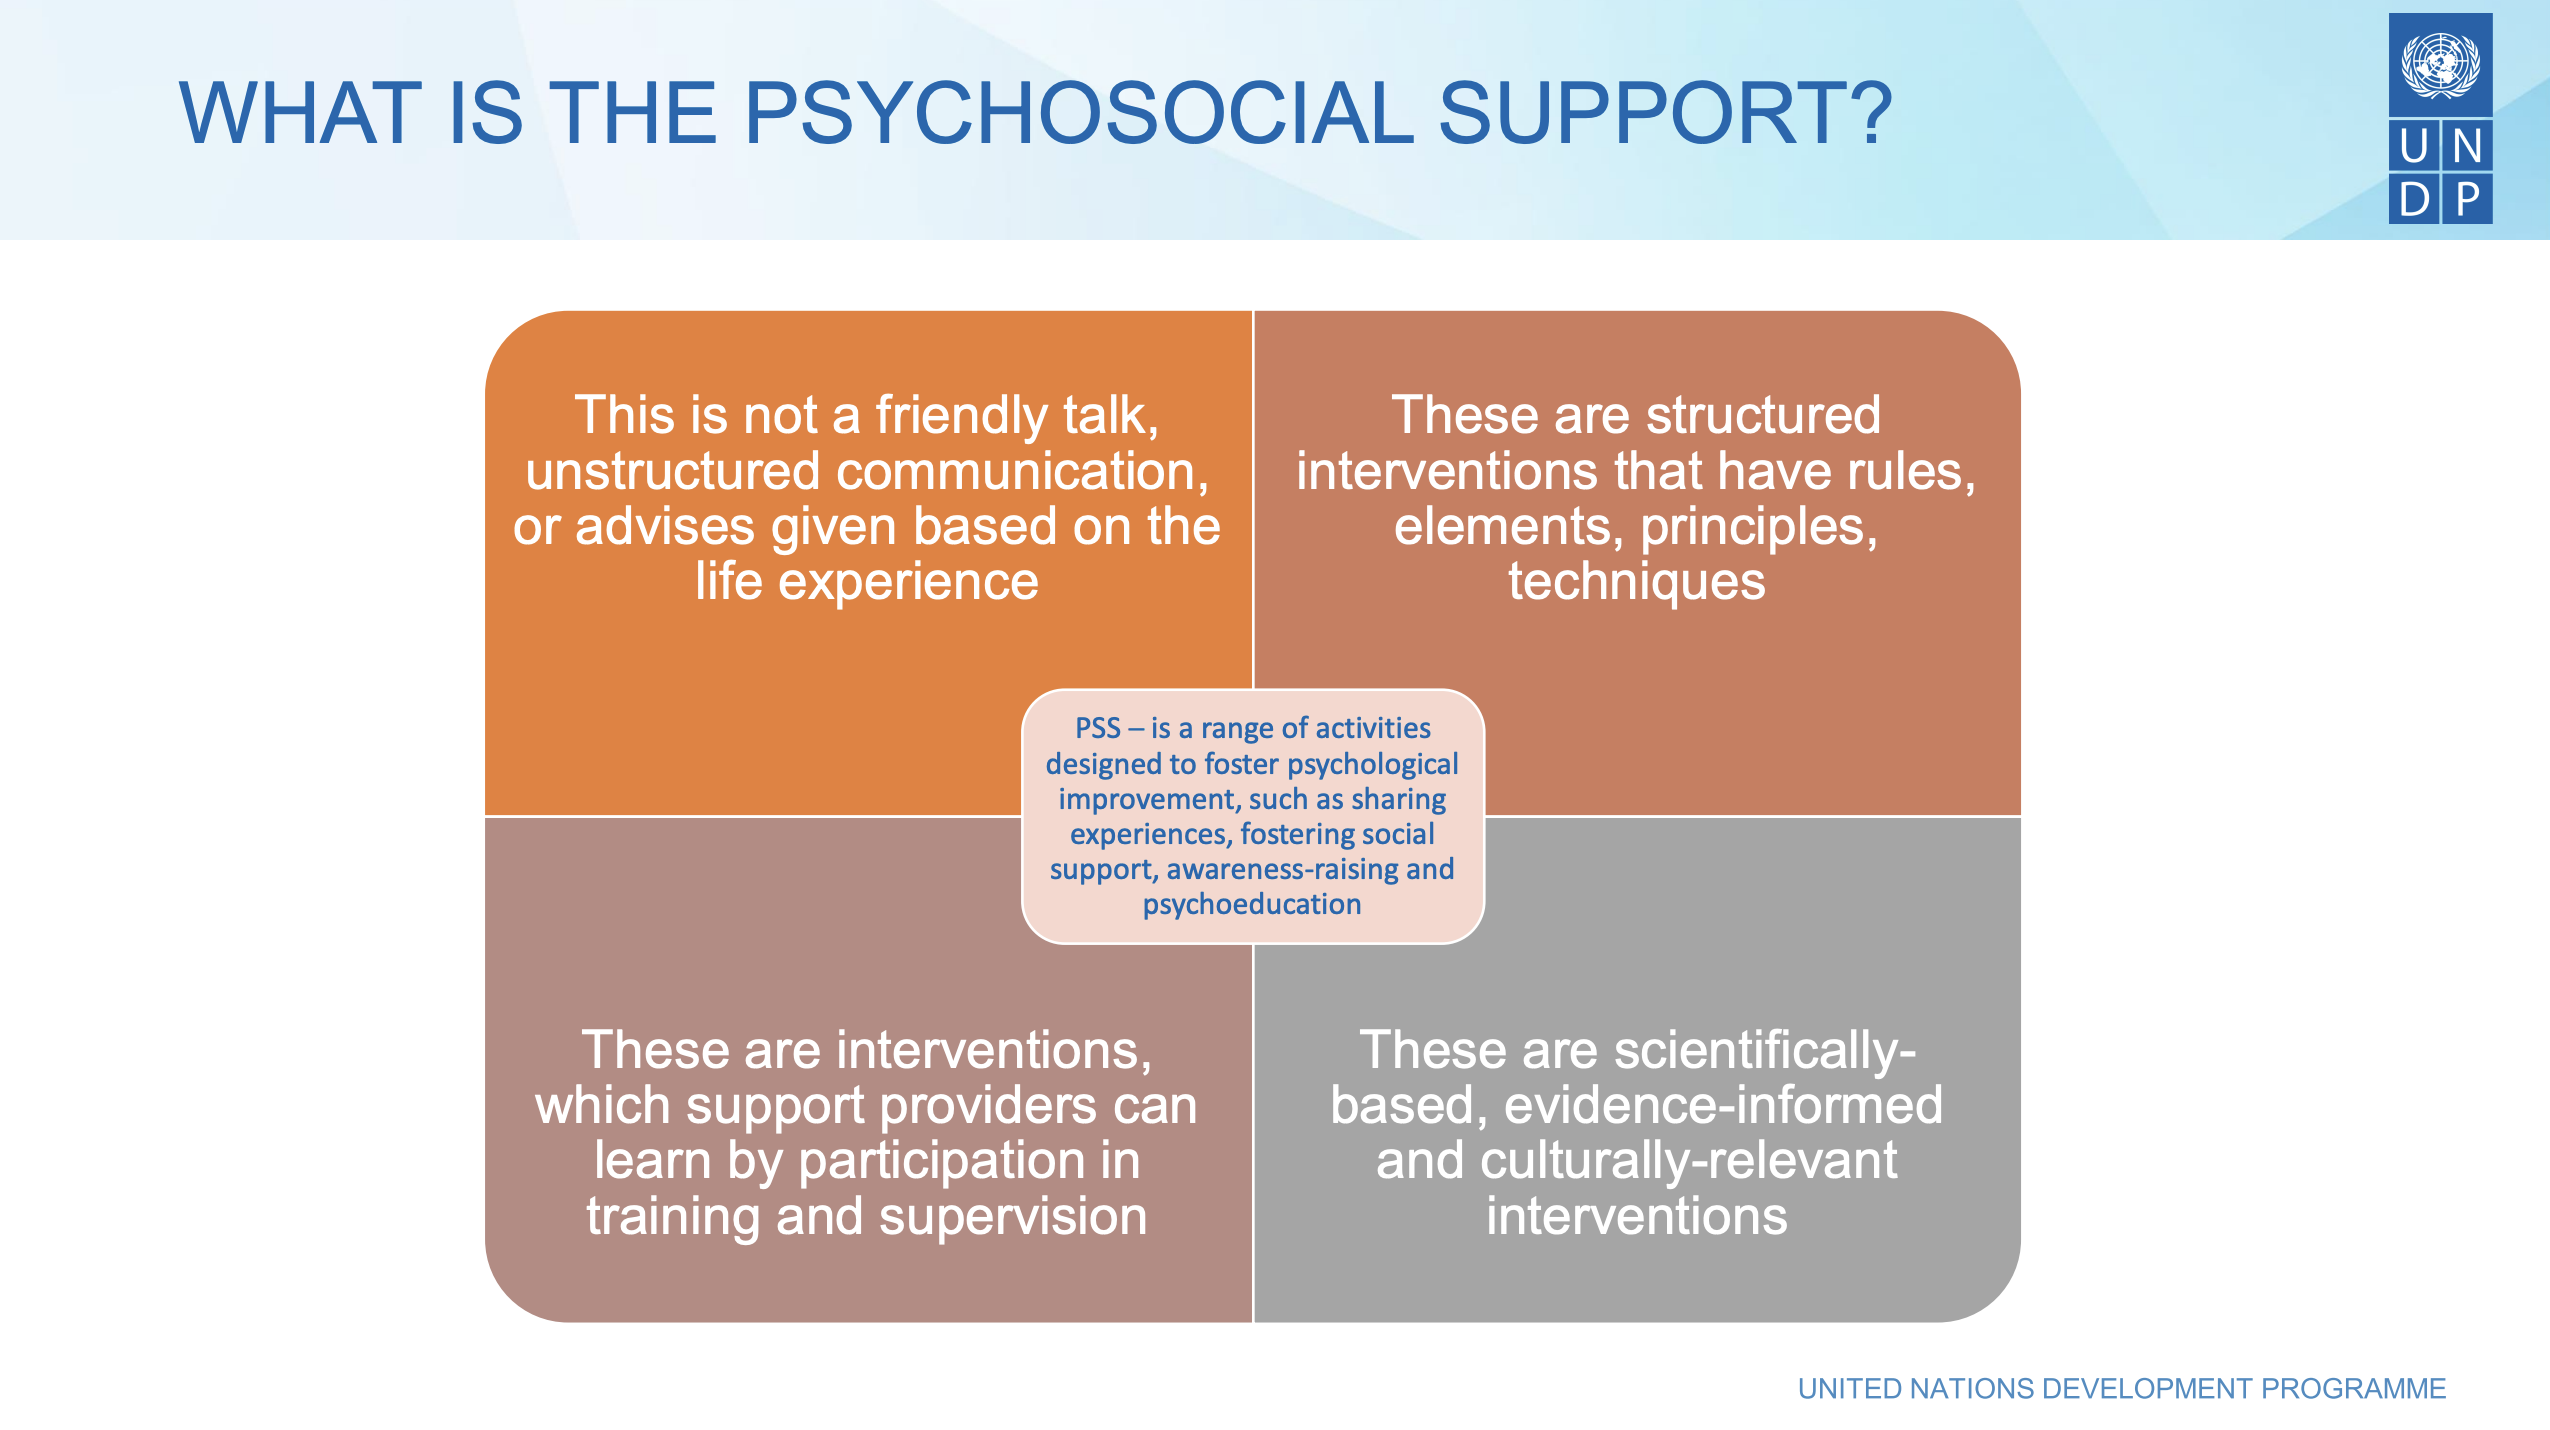 WHAT IS THE PSYCHOSOCIAL SUPPORT?
U N
D P
This is not a friendly talk,
unstructured communication,
or advises given based on the
life experience
These are structured
interventions that have rules,
elements, principles,
techniques
PSS – is a range of activities
designed to foster psychological
improvement, such as sharing
experiences, fostering social
support, awareness-raising and
psychoeducation
These are interventions,
which support providers can
learn by participation in
training and supervision
These are scientifically-
based, evidence-informed
and culturally-relevant
interventions
UNITED NATIONS DEVELOPMENT PROGRAMME